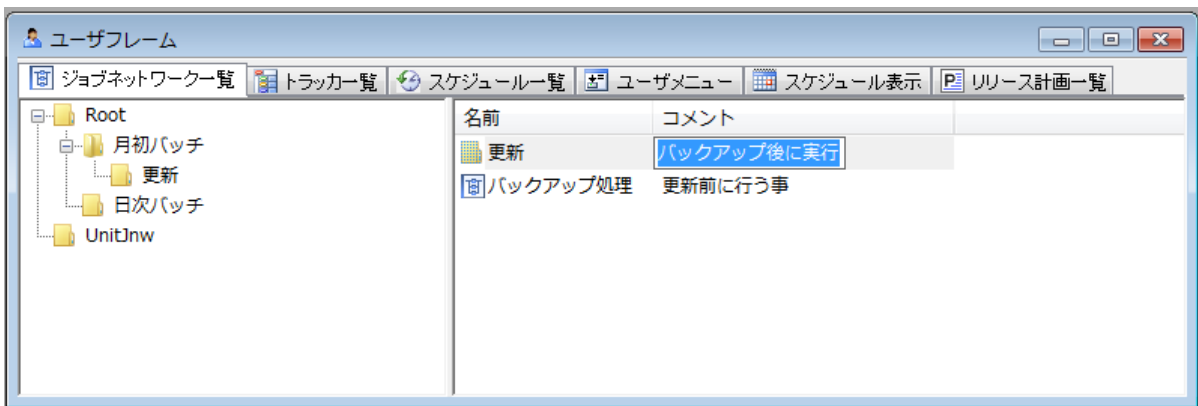 ユーザフレーム
ジョブネットワーク一覧 トラッカ一覧 スケジュール一覧 ユーザメニュー スケジュール表示 リリース計画一覧
Root
月初バッチ
更新
日次バッチ
UnitJnw
名前 コメント
更新 バックアップ後に実行
バックアップ処理 更新前に行う事